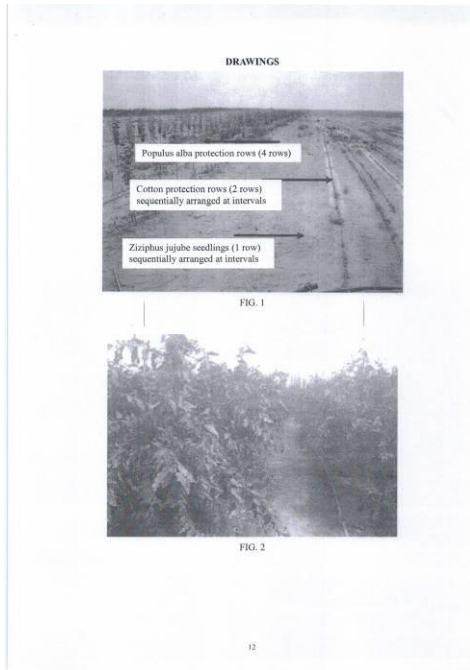 DRAWINGS
Populus alba protection rows (4 rows)
Cotton protection rows (2 rows)
sequentially arranged at intervals
Ziziphus jujube seedlings (1 row)
sequentially arranged at intervals
FIG. 1
FIG. 2
12